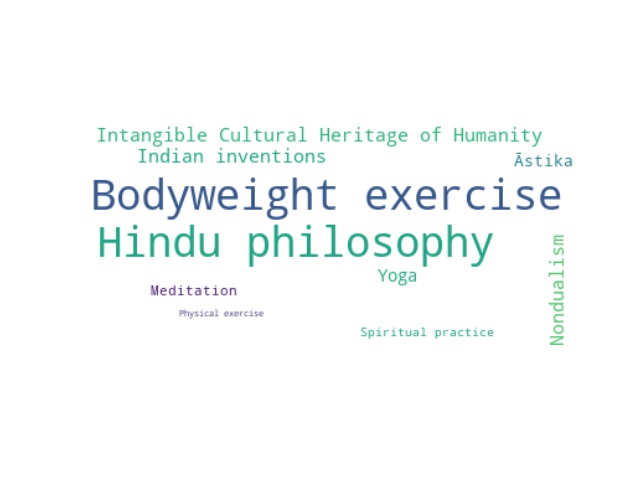 Intangible Cultural Heritage of Humanity
Indian inventions
Āstika
Bodyweight exercise
Hindu philosophy
Yoga
Nondualism
Meditation
Physical exercise
Spiritual practice